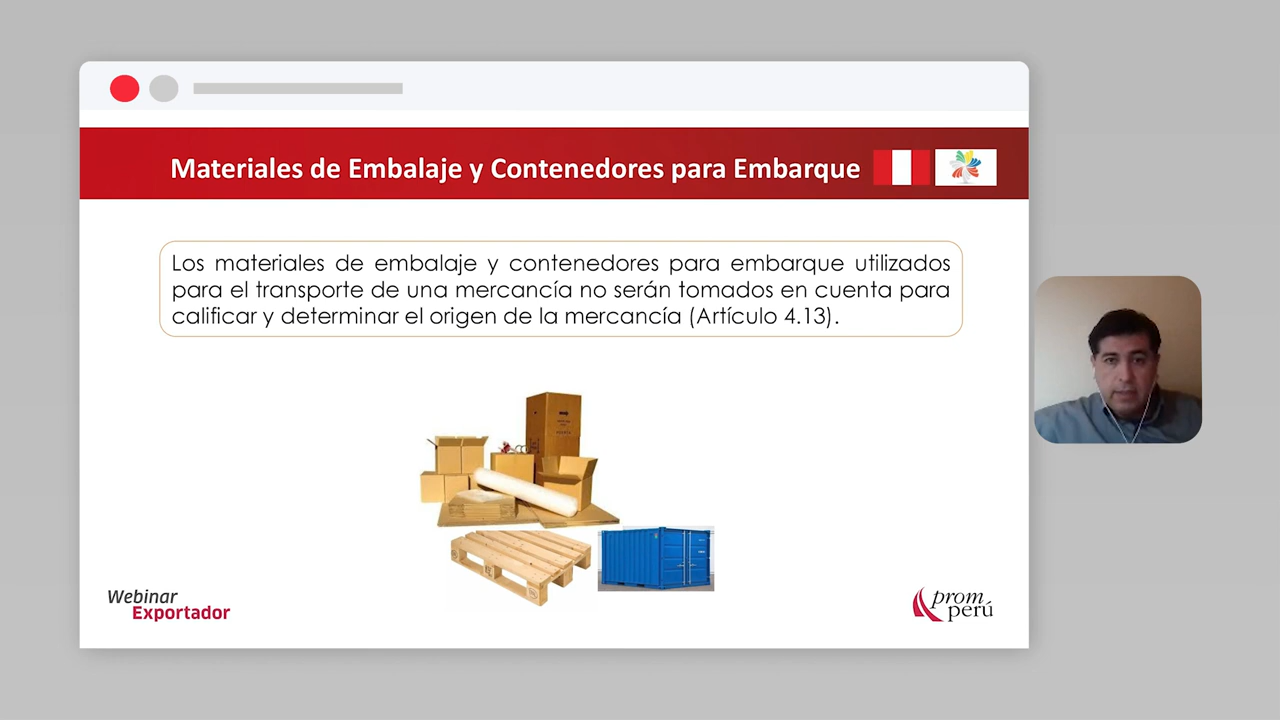 Materiales de Embalaje y Contenedores para Embarque
Los materiales de embalaje y contenedores para embarque utilizados
para el transporte de una mercancía no serán tomados en cuenta para
calificar y determinar el origen de la mercancía (Artículo 4.13).
Webinar
Exportador
prom
perú